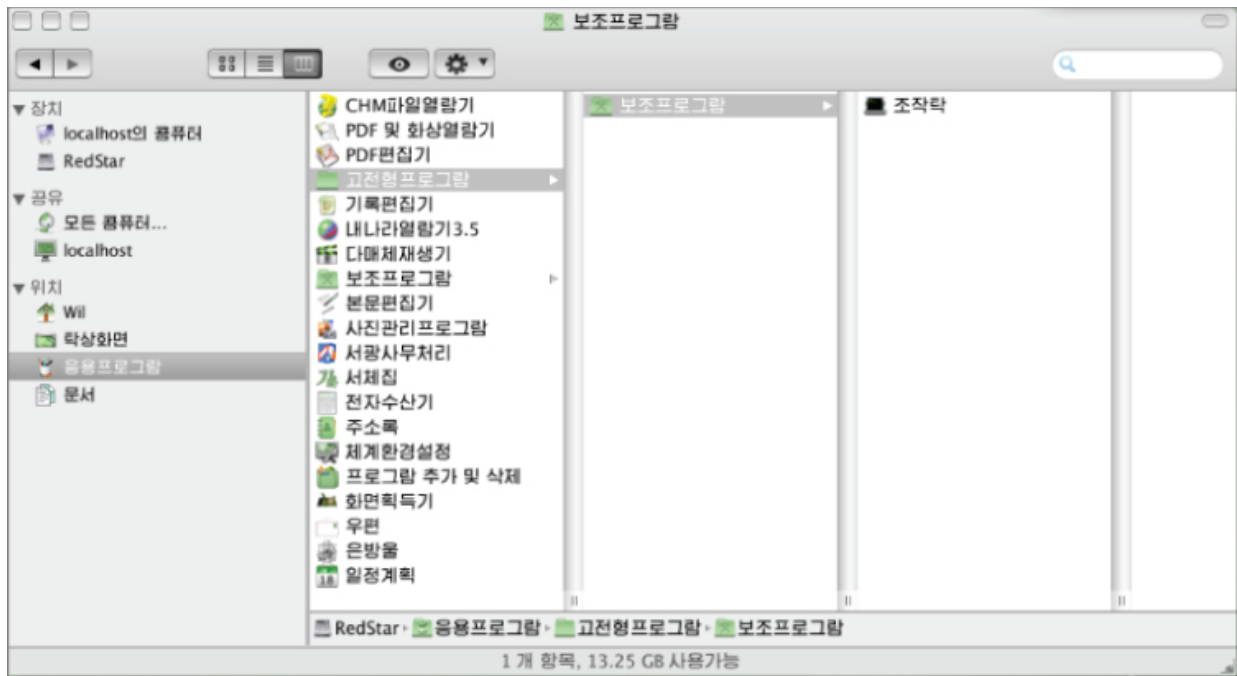 보조프로그람
장치
localhost의 콤퓨터
RedStar
공유
모든 콤퓨터...
localhost
위치
Wil
탁상화면
응용프로그람
문서
CHM파일열람기
PDF 및 화상열람기
PDF편집기
고전형프로그람
기록편집기
내나라열람기3.5
다매체재생기
보조프로그람
본문편집기
사진관리프로그람
서광사무처리
서체집
전자수산기
주소록
체계환경설정
프로그람 추가 및 삭제
화면획득기
우편
은방울
18 일정계획
보조프로그람
조작탁
RedStar 응용프로그람 고전형프로그람 보조프로그람
1 개 항목, 13.25 GB 사용가능